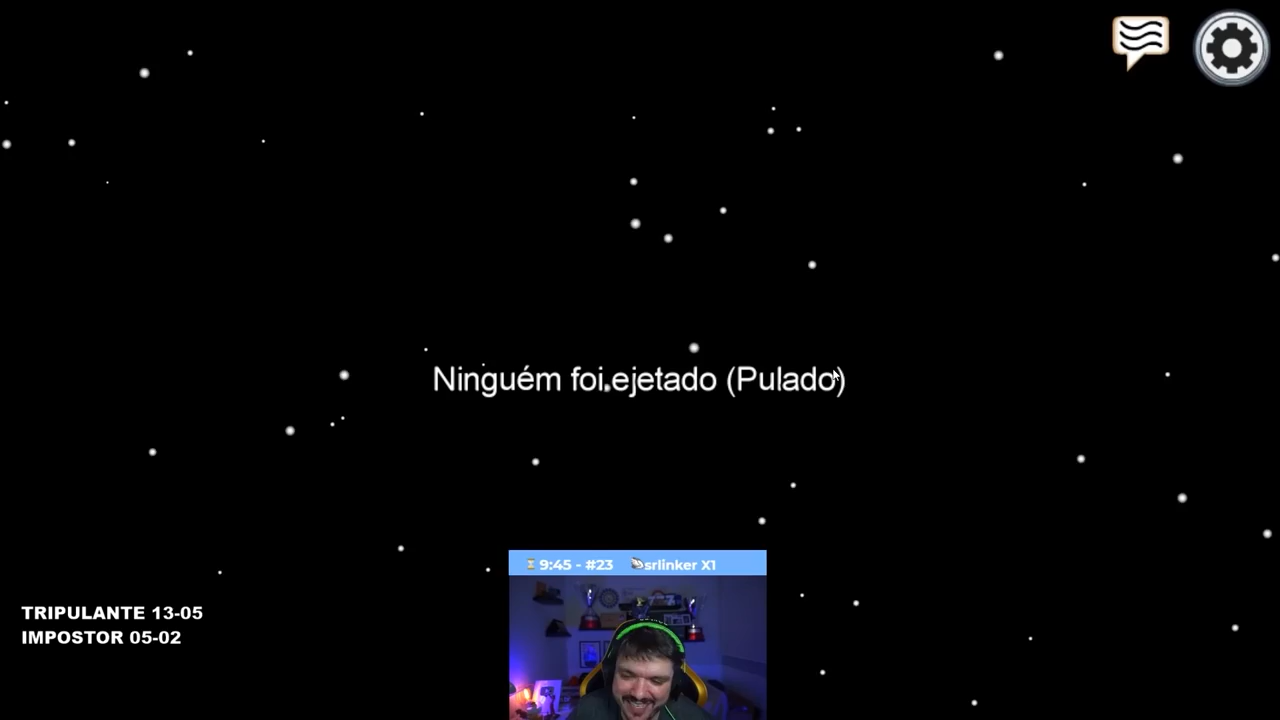 Ninguém foi ejetado (Pulado)
9:45 - #23 srlinker X1
TRIPULANTE 13-05
IMPOSTOR 05-02